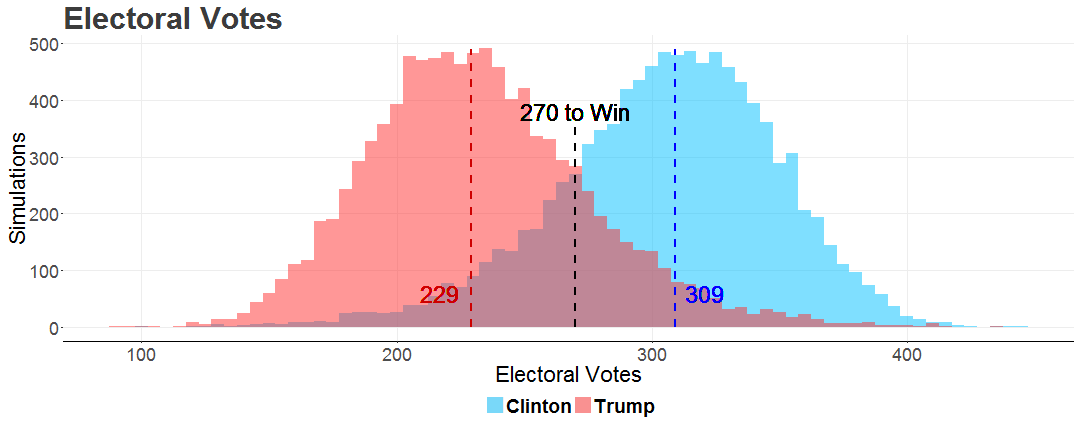 Electoral Votes
500
400
300
200
100
0
Simulations
270 to Win
229
309
100 200 300 400
Electoral Votes
Clinton Trump